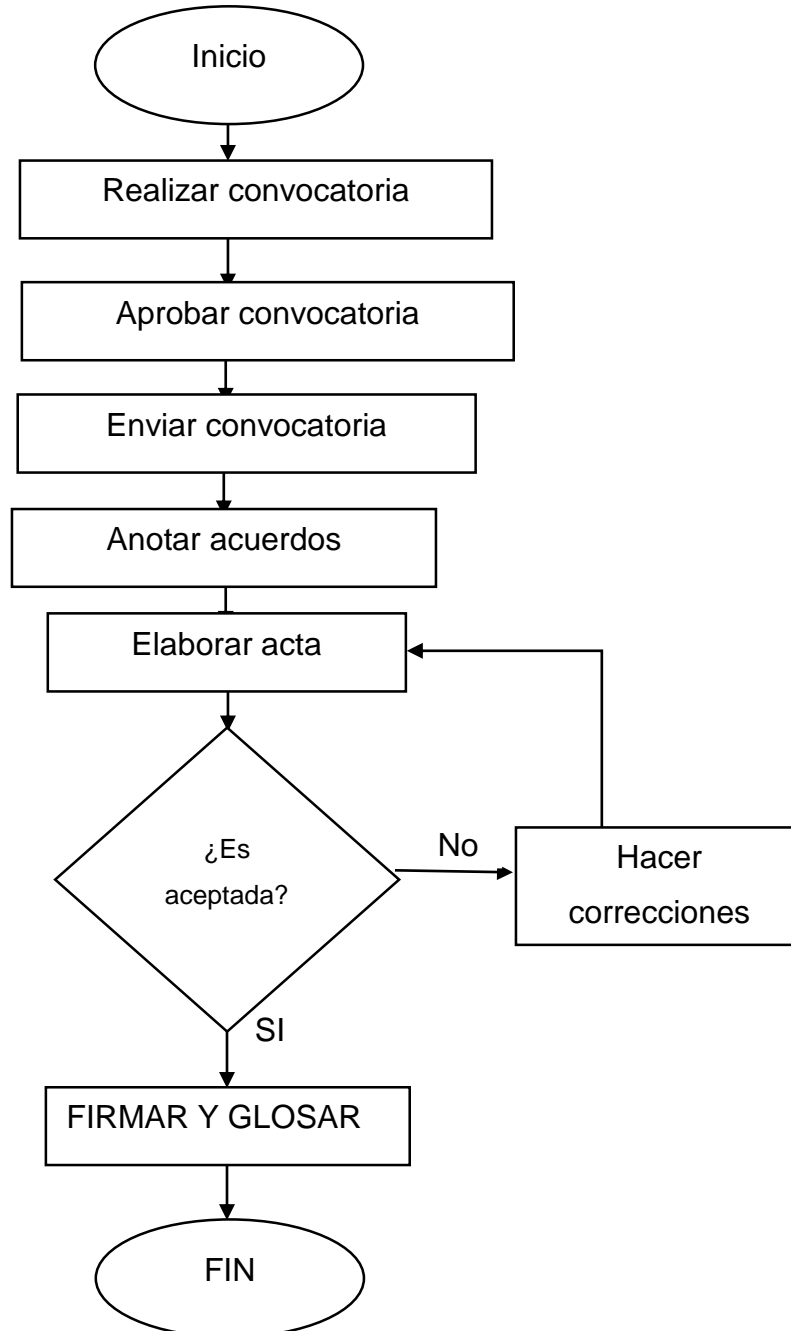 Inicio
Realizar convocatoria
Aprobar convocatoria
Enviar convocatoria
Anotar acuerdos
Elaborar acta
¿Es
aceptada?
No
Hacer
correcciones
SI
FIRMAR Y GLOSAR
FIN